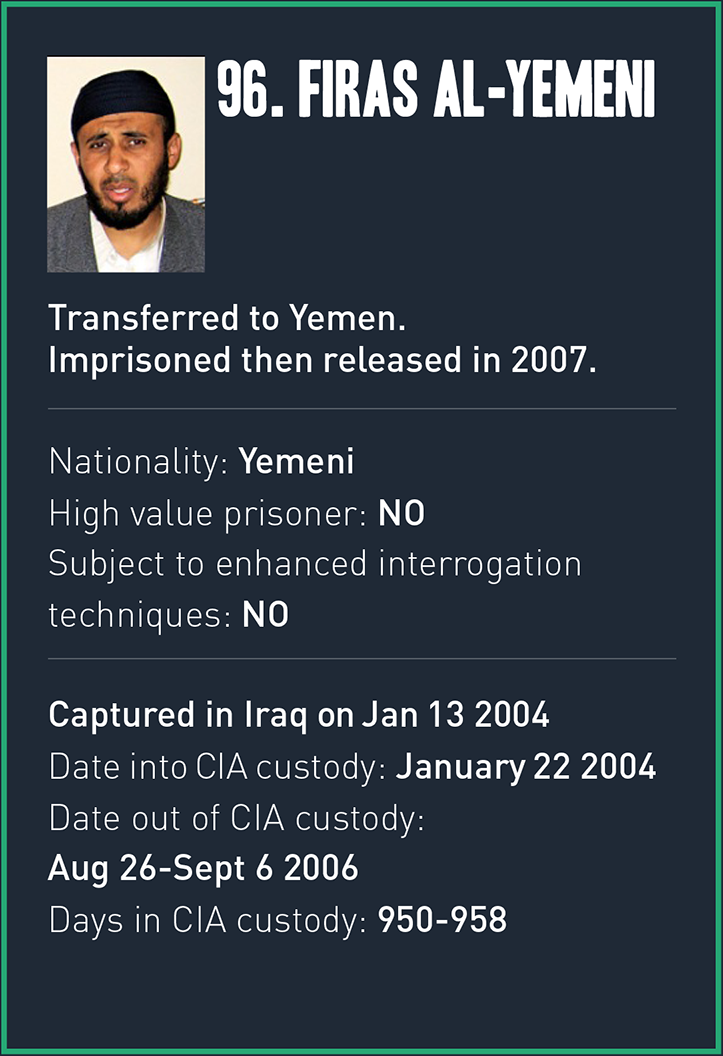 96. FIRAS AL-YEMENI
Transferred to Yemen.
Imprisoned then released in 2007.
Nationality: Yemeni
High value prisoner: NO
Subject to enhanced interrogation
techniques: NO
Captured in Iraq on Jan 13 2004
Date into CIA custody: January 22 2004
Date out of CIA custody:
Aug 26-Sept 6 2006
Days in CIA custody: 950-958